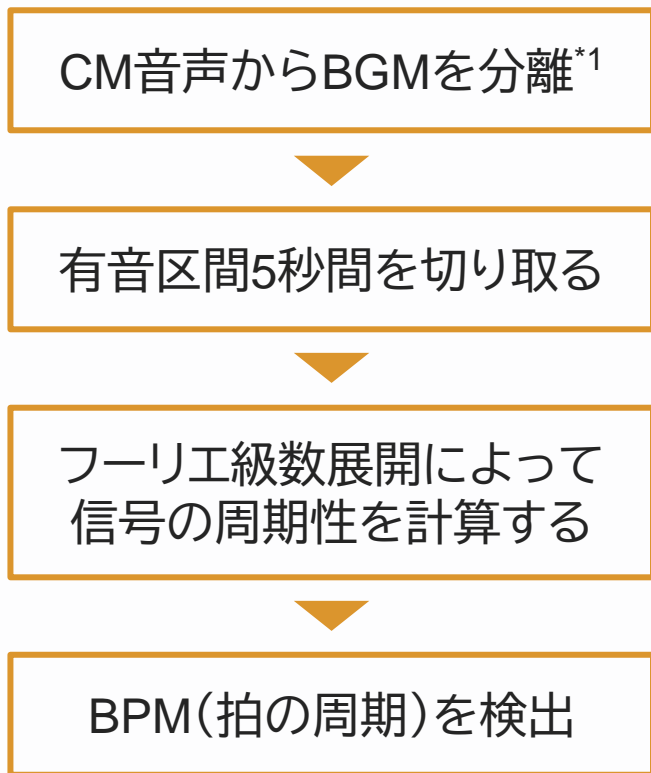 CM音声からBGMを分離*1
有音区間5秒間を切り取る
フーリエ級数展開によって
信号の周期性を計算する
BPM（拍の周期）を検出